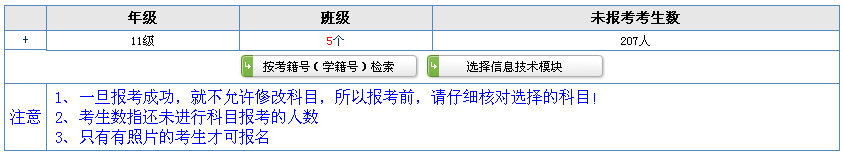 年级 班级 未报考考生数
+ 11级 5个 207人
按考籍号(学籍号)检索 选择信息技术模块
1、一旦报考成功，就不允许修改科目，所以报考前，请仔细核对选择的科目!
注意 2、考生数指还未进行科目报考的人数
3、只有有照片的考生才可报名